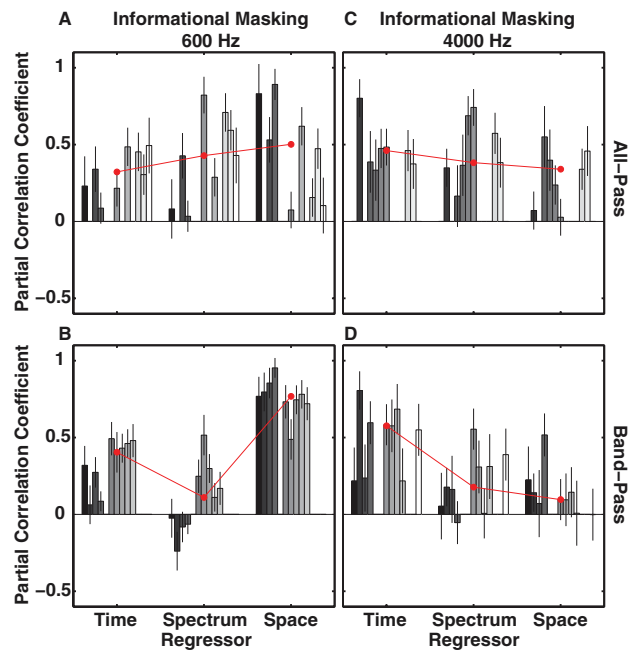 A Informational Masking 600 Hz
C Informational Masking 4000 Hz
Partial Correlation Coefficient
1
0.5
0
−0.5
All−Pass
B
D
Partial Correlation Coefficient
1
0.5
0
−0.5
Band−Pass
Time Spectrum Space
Regressor
Time Spectrum Space
Regressor